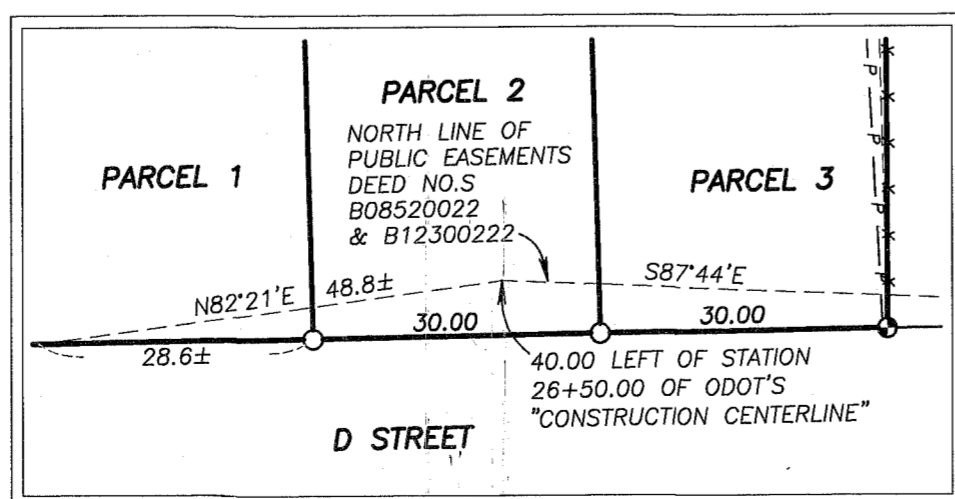 PARCEL 1
PARCEL 2
NORTH LINE OF
PUBLIC EASEMENTS
DEED NO.S
B08520022
& B12300222
PARCEL 3
P
P
P
P
N82°21'E
48.8±
S87°44'E
28.6±
30.00
30.00
40.00 LEFT OF STATION
26+50.00 OF ODOT'S
"CONSTRUCTION CENTERLINE"
D STREET